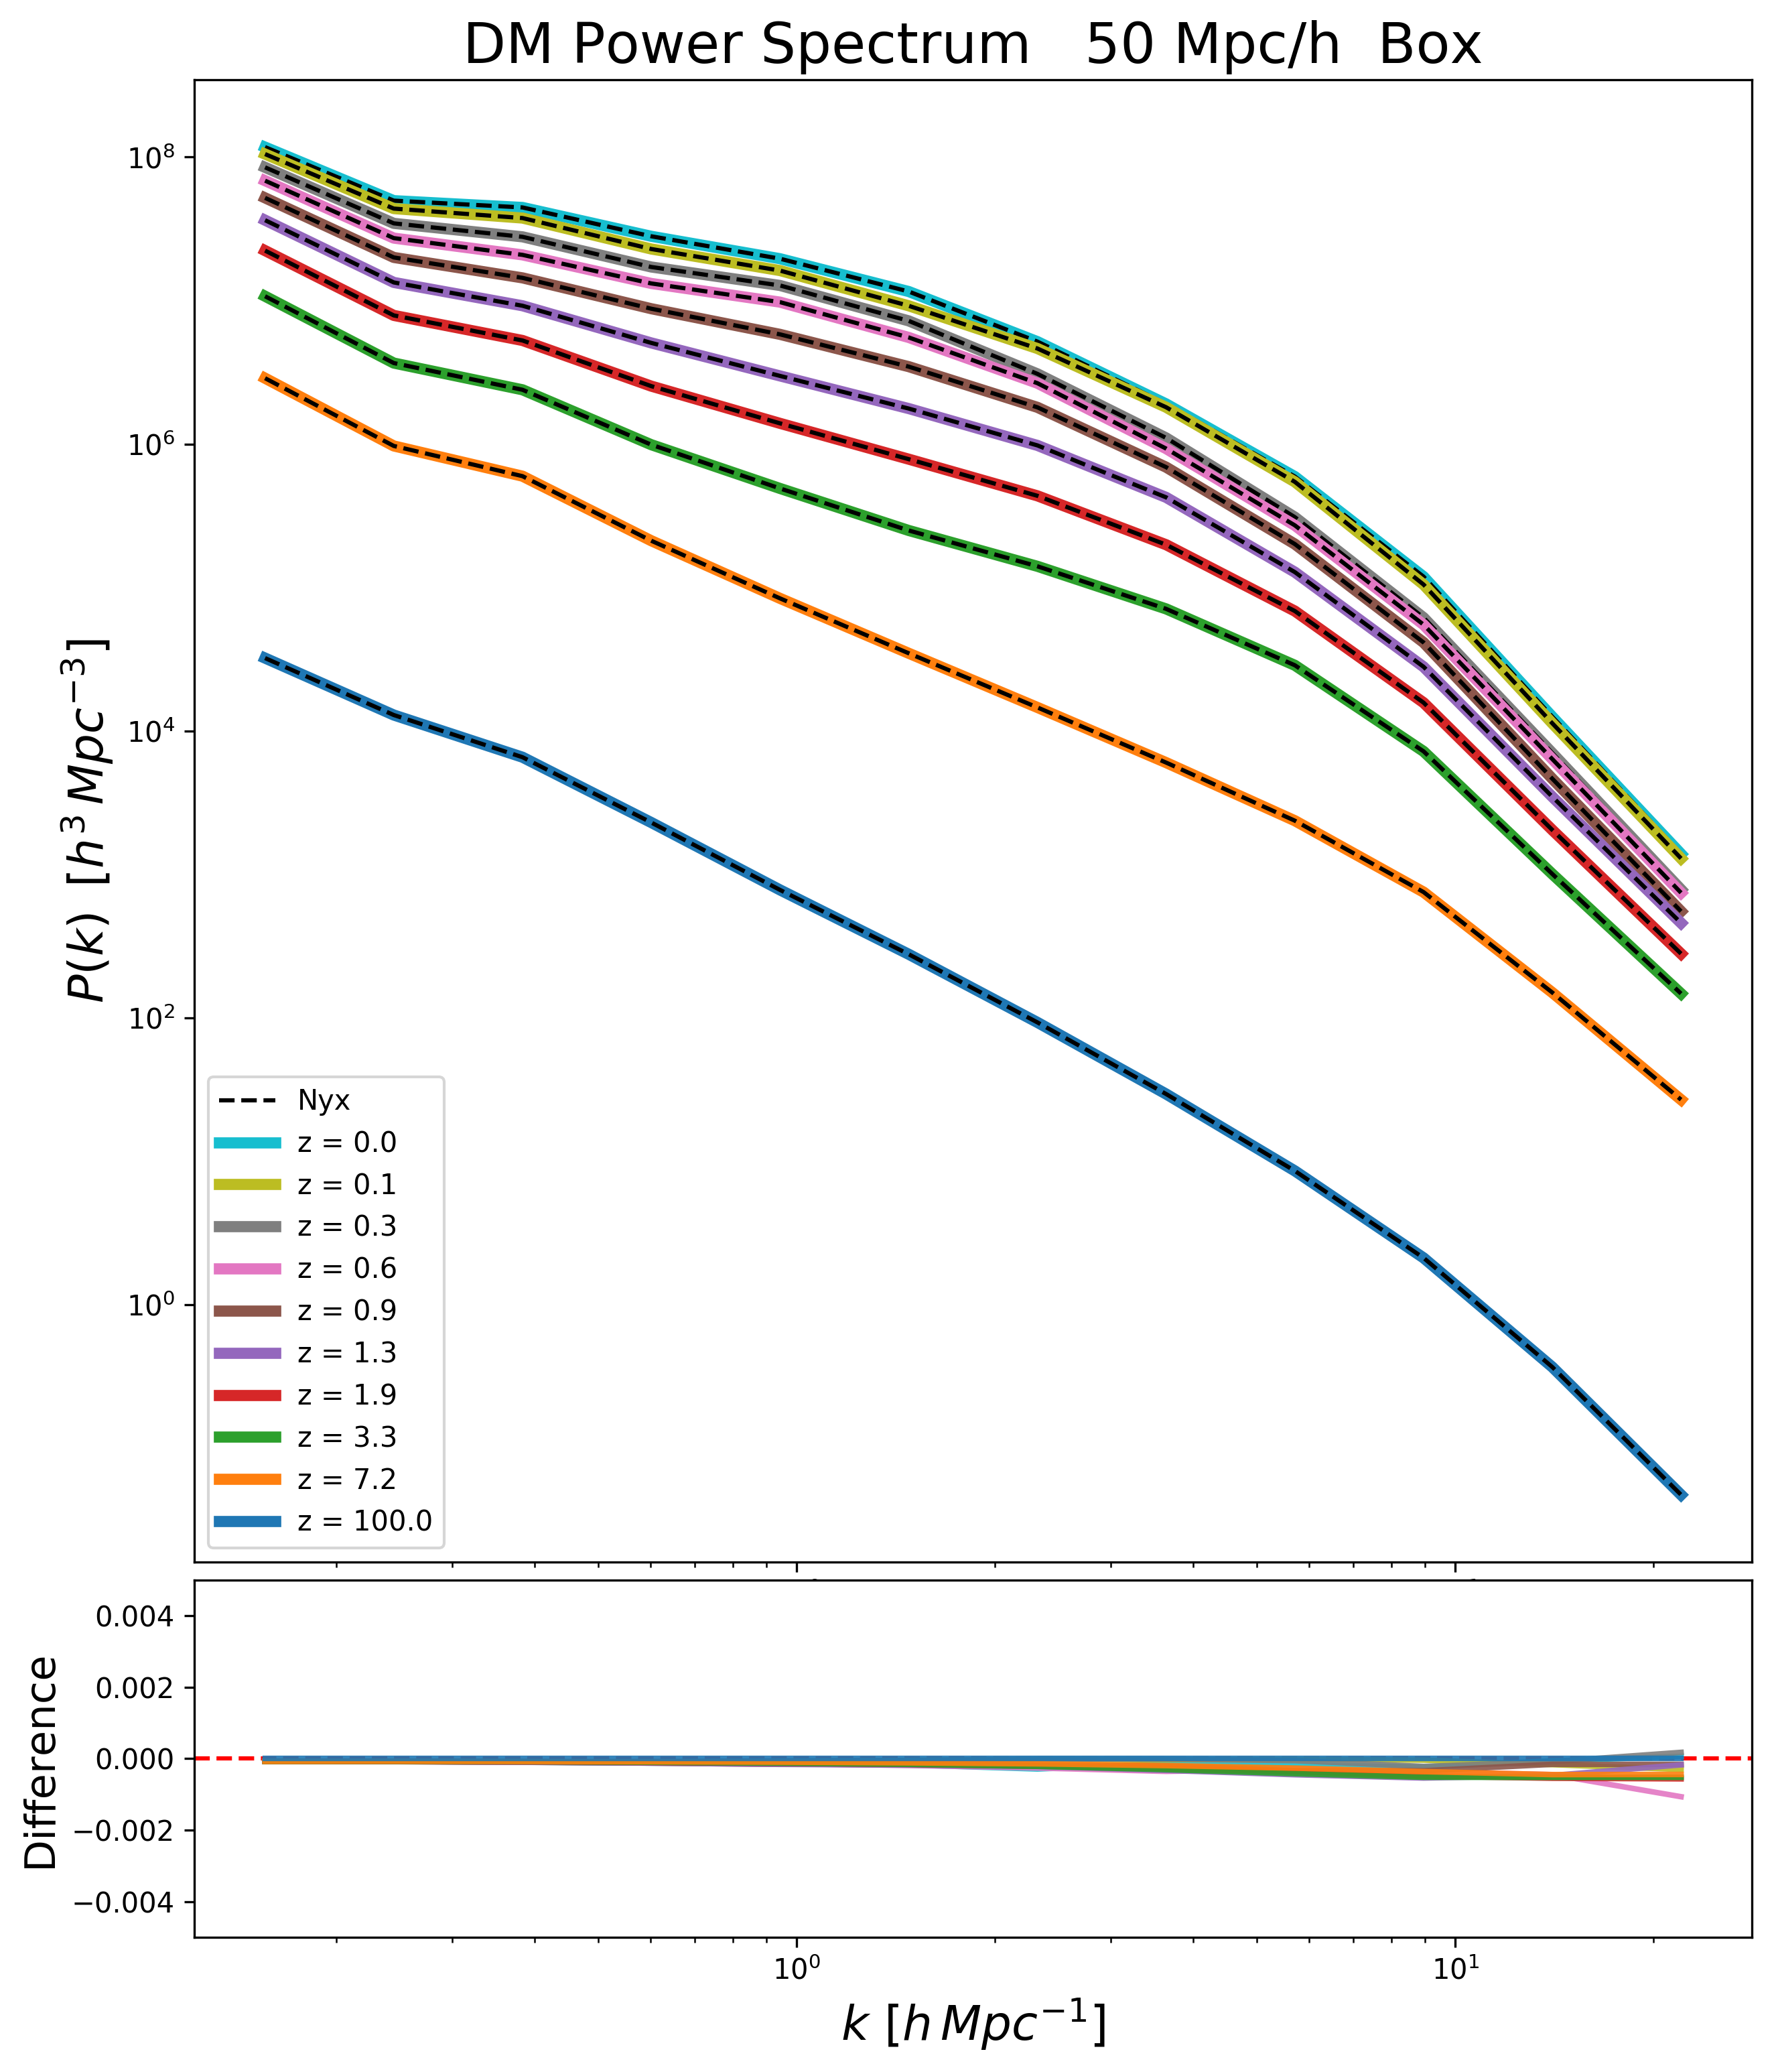 DM Power Spectrum   50 Mpc/h  Box
10^8
10^6
10^4
10^2
10^0
P(k) [h^3 Mpc^−3]
Nyx
z = 0.0
z = 0.1
z = 0.3
z = 0.6
z = 0.9
z = 1.3
z = 1.9
z = 3.3
z = 7.2
z = 100.0
0.004
0.002
0.000
−0.002
−0.004
Difference
10^0 10^1
k [h Mpc^−1]